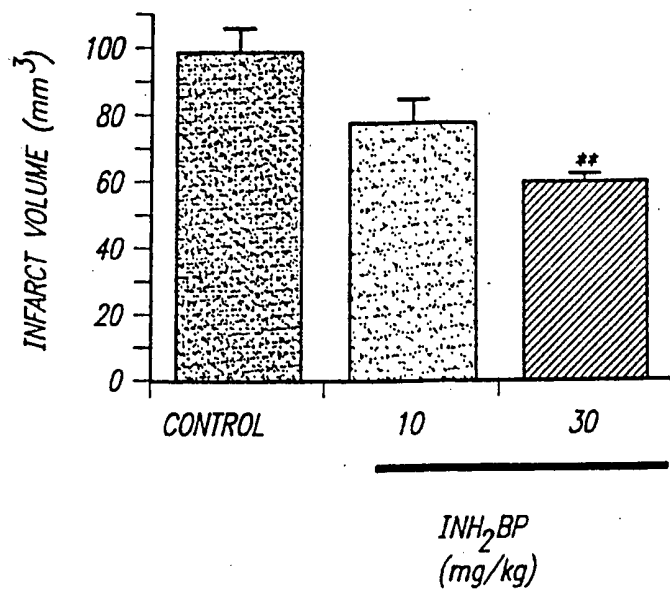 INFARCT VOLUME (mm³)
100
80
60
40
20
0
**
CONTROL
10
30
INH₂BP
(mg/kg)